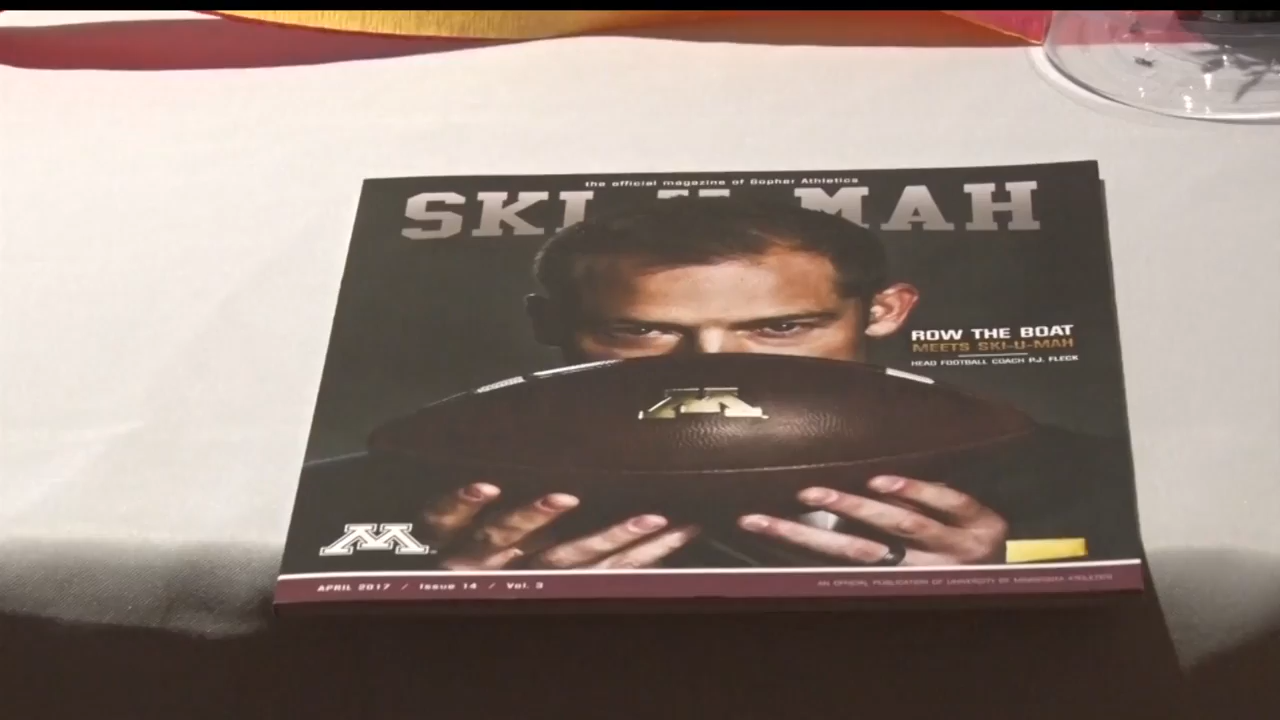 the official magazine of Gopher Athletics
SKI U MAH
ROW THE BOAT
MEETS SKI-U-MAH
HEAD FOOTBALL COACH P.J. FLECK
M
M
APRIL 2017 / Issue 14 / Vol. 3
AN OFFICIAL PUBLICATION OF UNIVERSITY OF MINNESOTA ATHLETICS